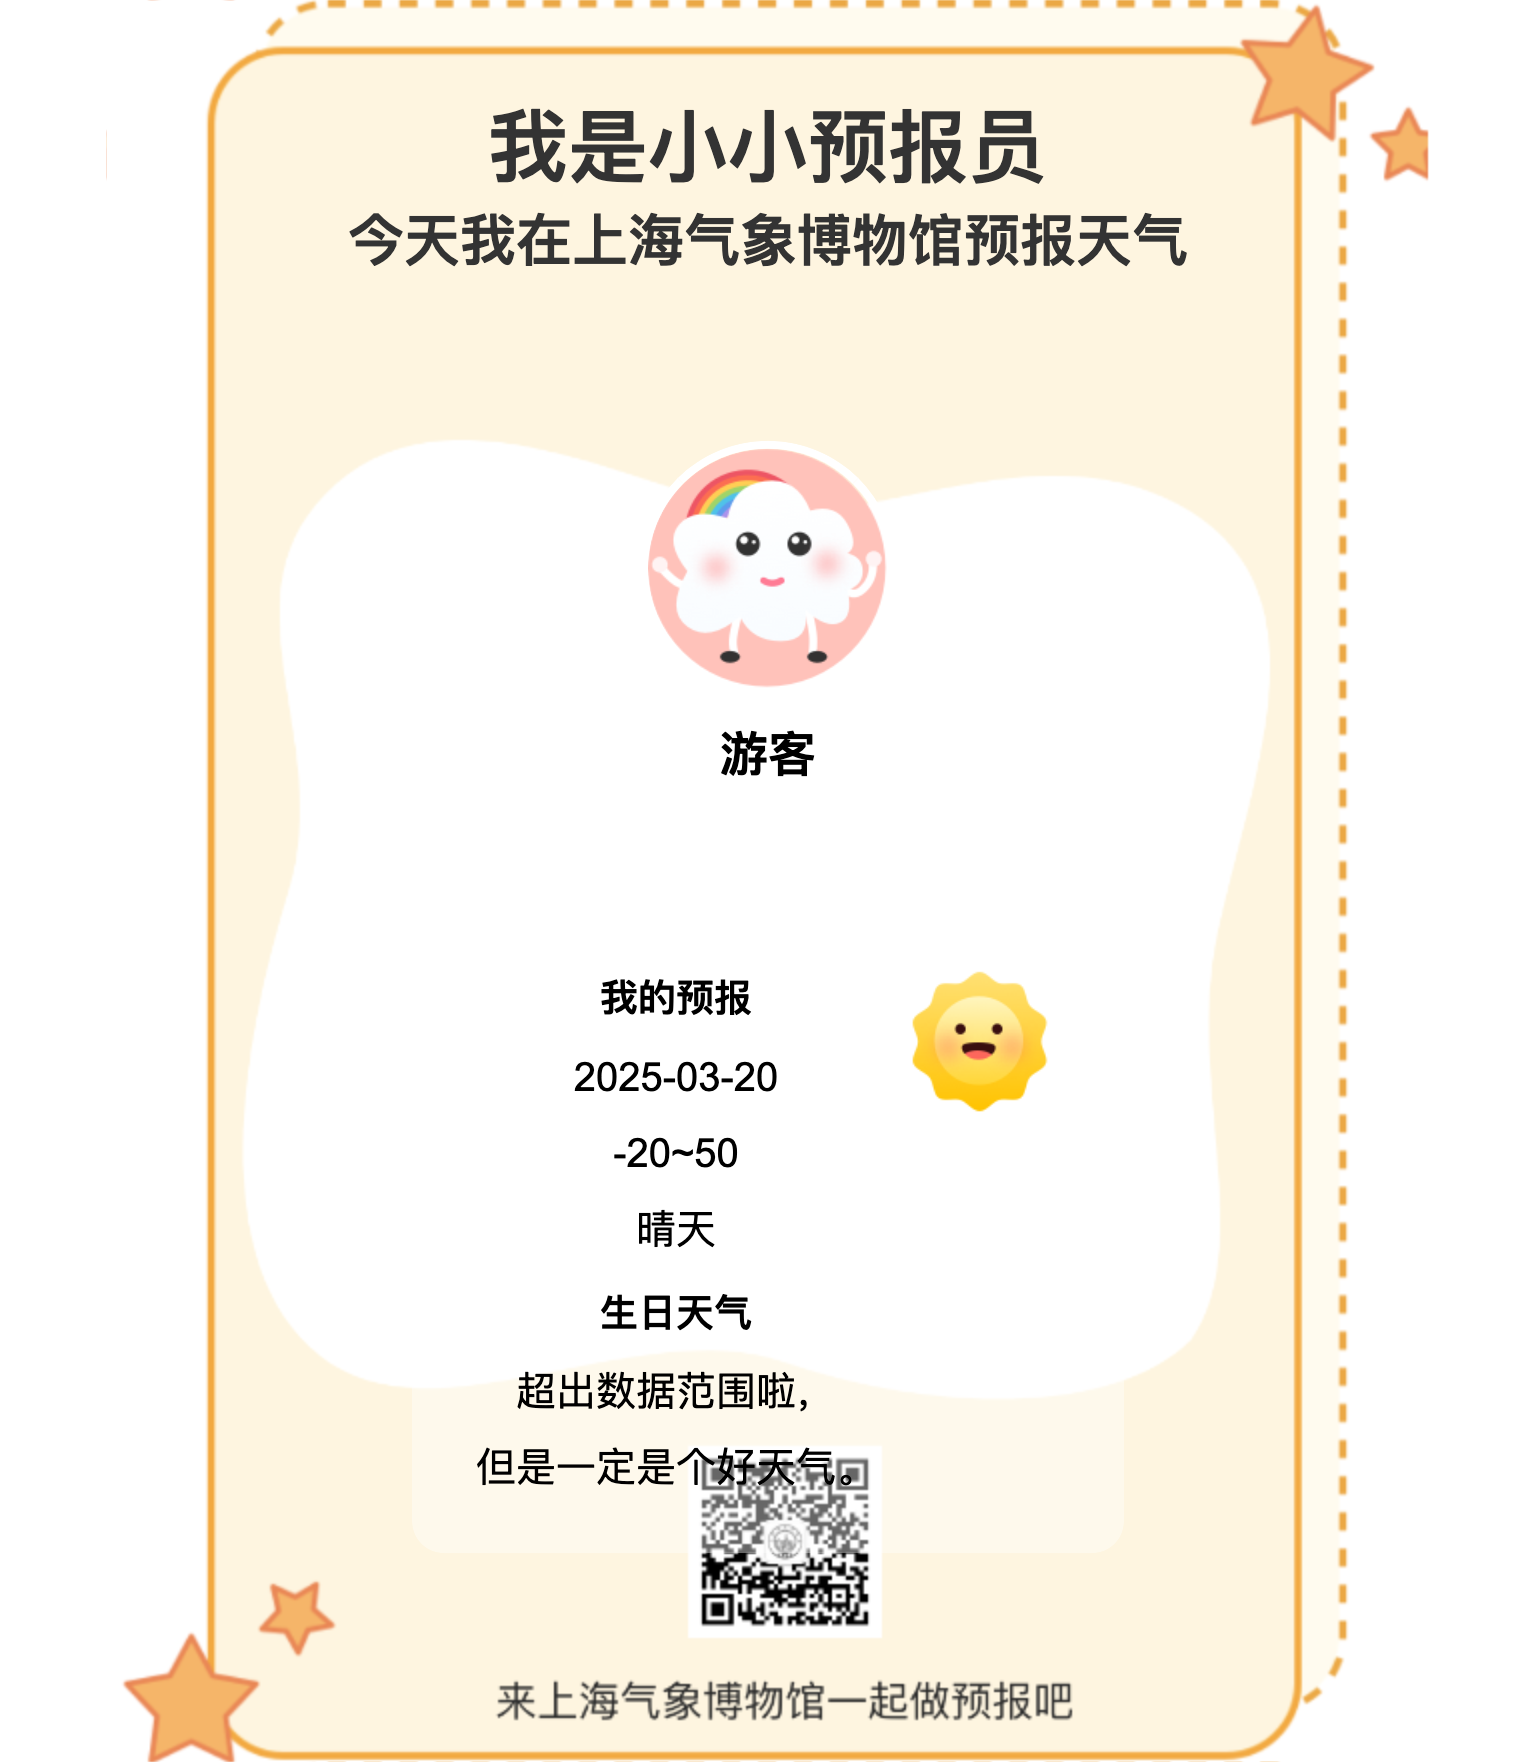 我是小小预报员
今天我在上海气象博物馆预报天气
游客
我的预报
2025-03-20
-20~50
晴天
生日天气
超出数据范围啦，
但是一定是个好天气。
来上海气象博物馆一起做预报吧